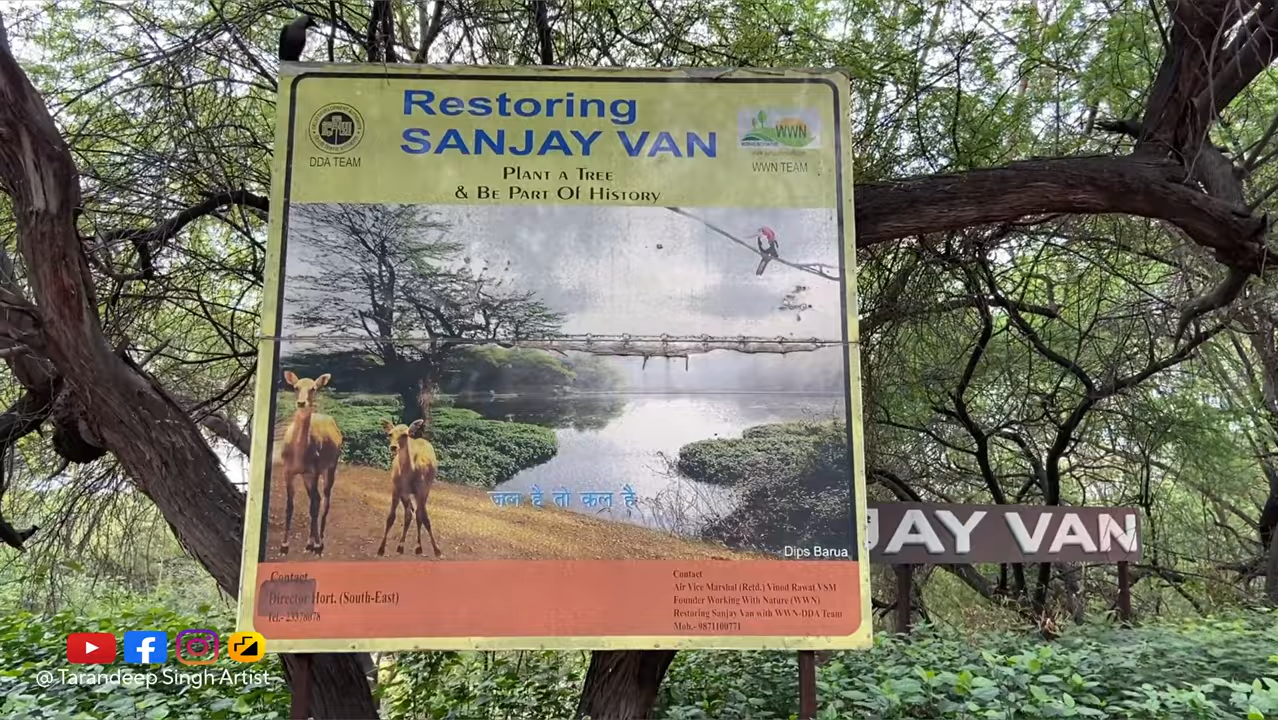 Restoring
SANJAY VAN
DDA TEAM
WWN
WWN TEAM
PLANT A TREE
& BE PART OF HISTORY
जल है तो कल है
Dips Barua
JAY VAN
Contact
Director Hort. (South-East)
Tel.- 23378078
Contact
Air Vice Marshal (Retd.) Vinod Rawat VSM
Founder Working With Nature (WWN)
Restoring Sanjay Van with WWN-DDA Team
Mob.- 9871100771
@Tarandeep Singh Artist